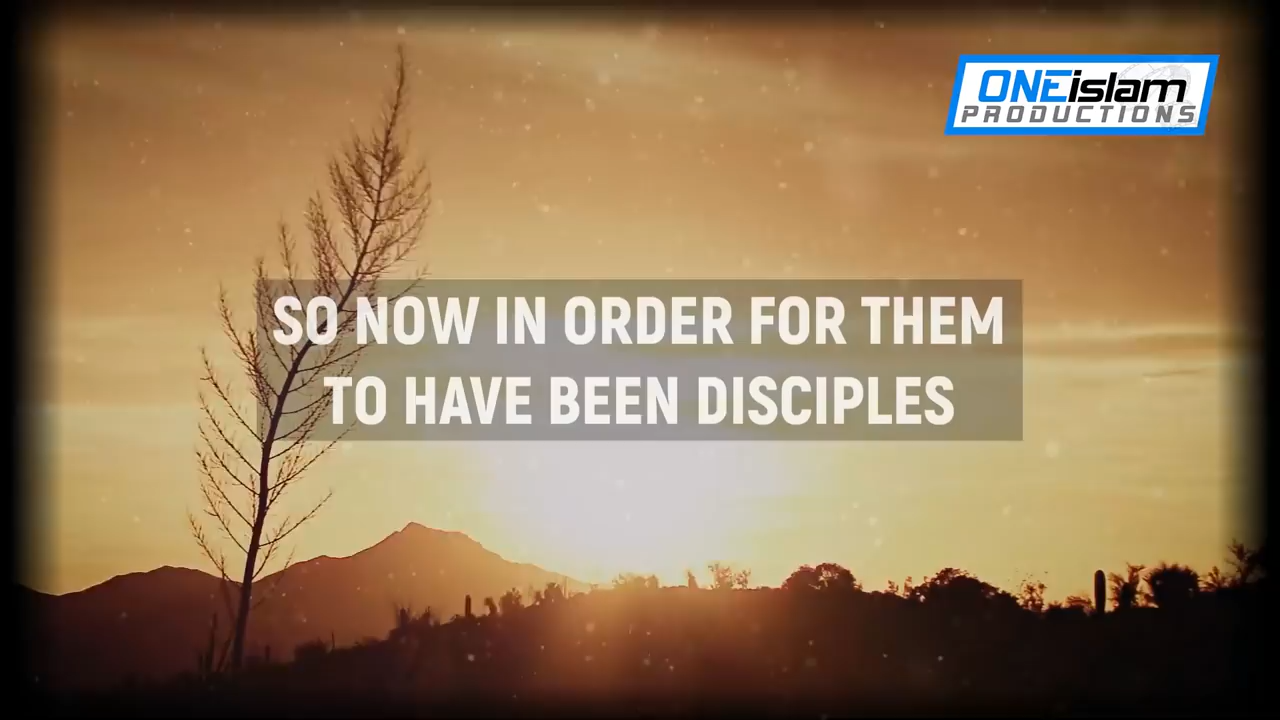 ONEislam
PRODUCTIONS
SO NOW IN ORDER FOR THEM
TO HAVE BEEN DISCIPLES